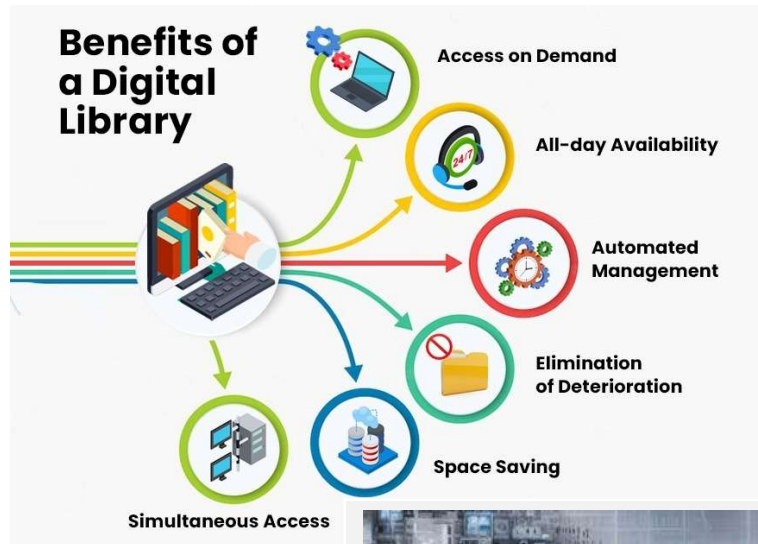 Benefits of
a Digital
Library
Access on Demand
24/7
All-day Availability
Automated
Management
Elimination
of Deterioration
Space Saving
Simultaneous Access